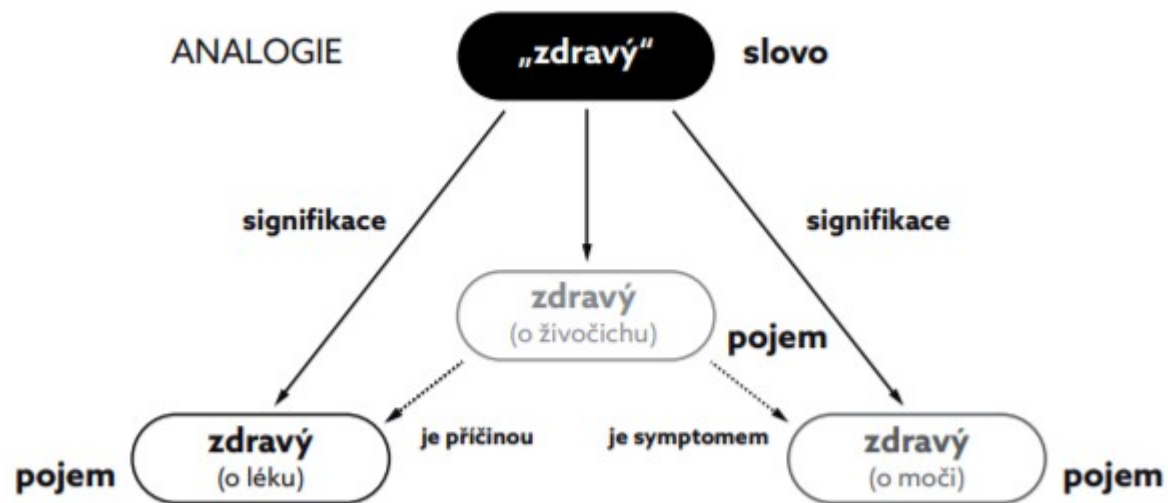 ANALOGIE
„zdravý“
slovo
signifikace
signifikace
zdravý
(o živočichu)
pojem
zdravý
(o léku)
pojem
je příčinou
je symptomem
zdravý
(o moči)
pojem